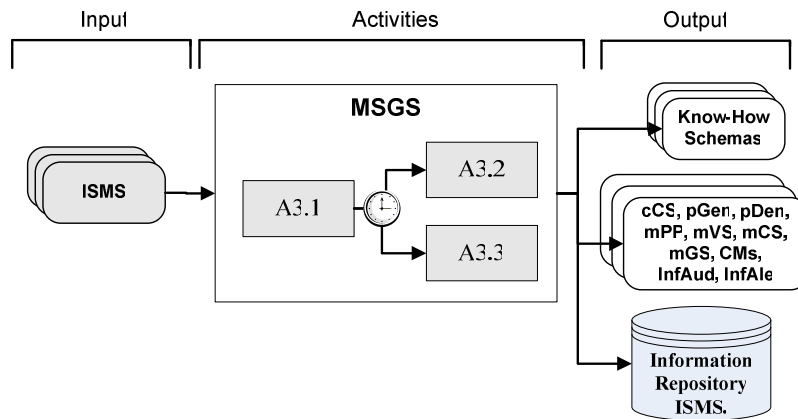 Input
Activities
Output
MSGS
ISMS
A3.1
A3.2
A3.3
Know-How
Schemas
cCS, pGen, pDen,
mPP, mVS, mCS,
mGS, CMs,
InfAud, InfAle
Information
Repository
ISMS.